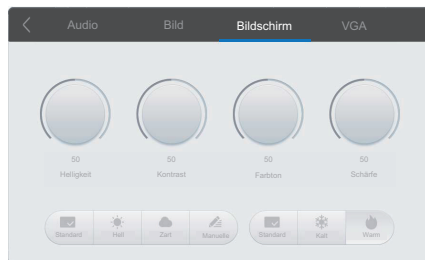 Audio Bild Bildschirm VGA
50 50 50 50
Helligkeit Kontrast Farbton Schärfe
Standard Hell Zart Manuelle Standard Kalt Warm